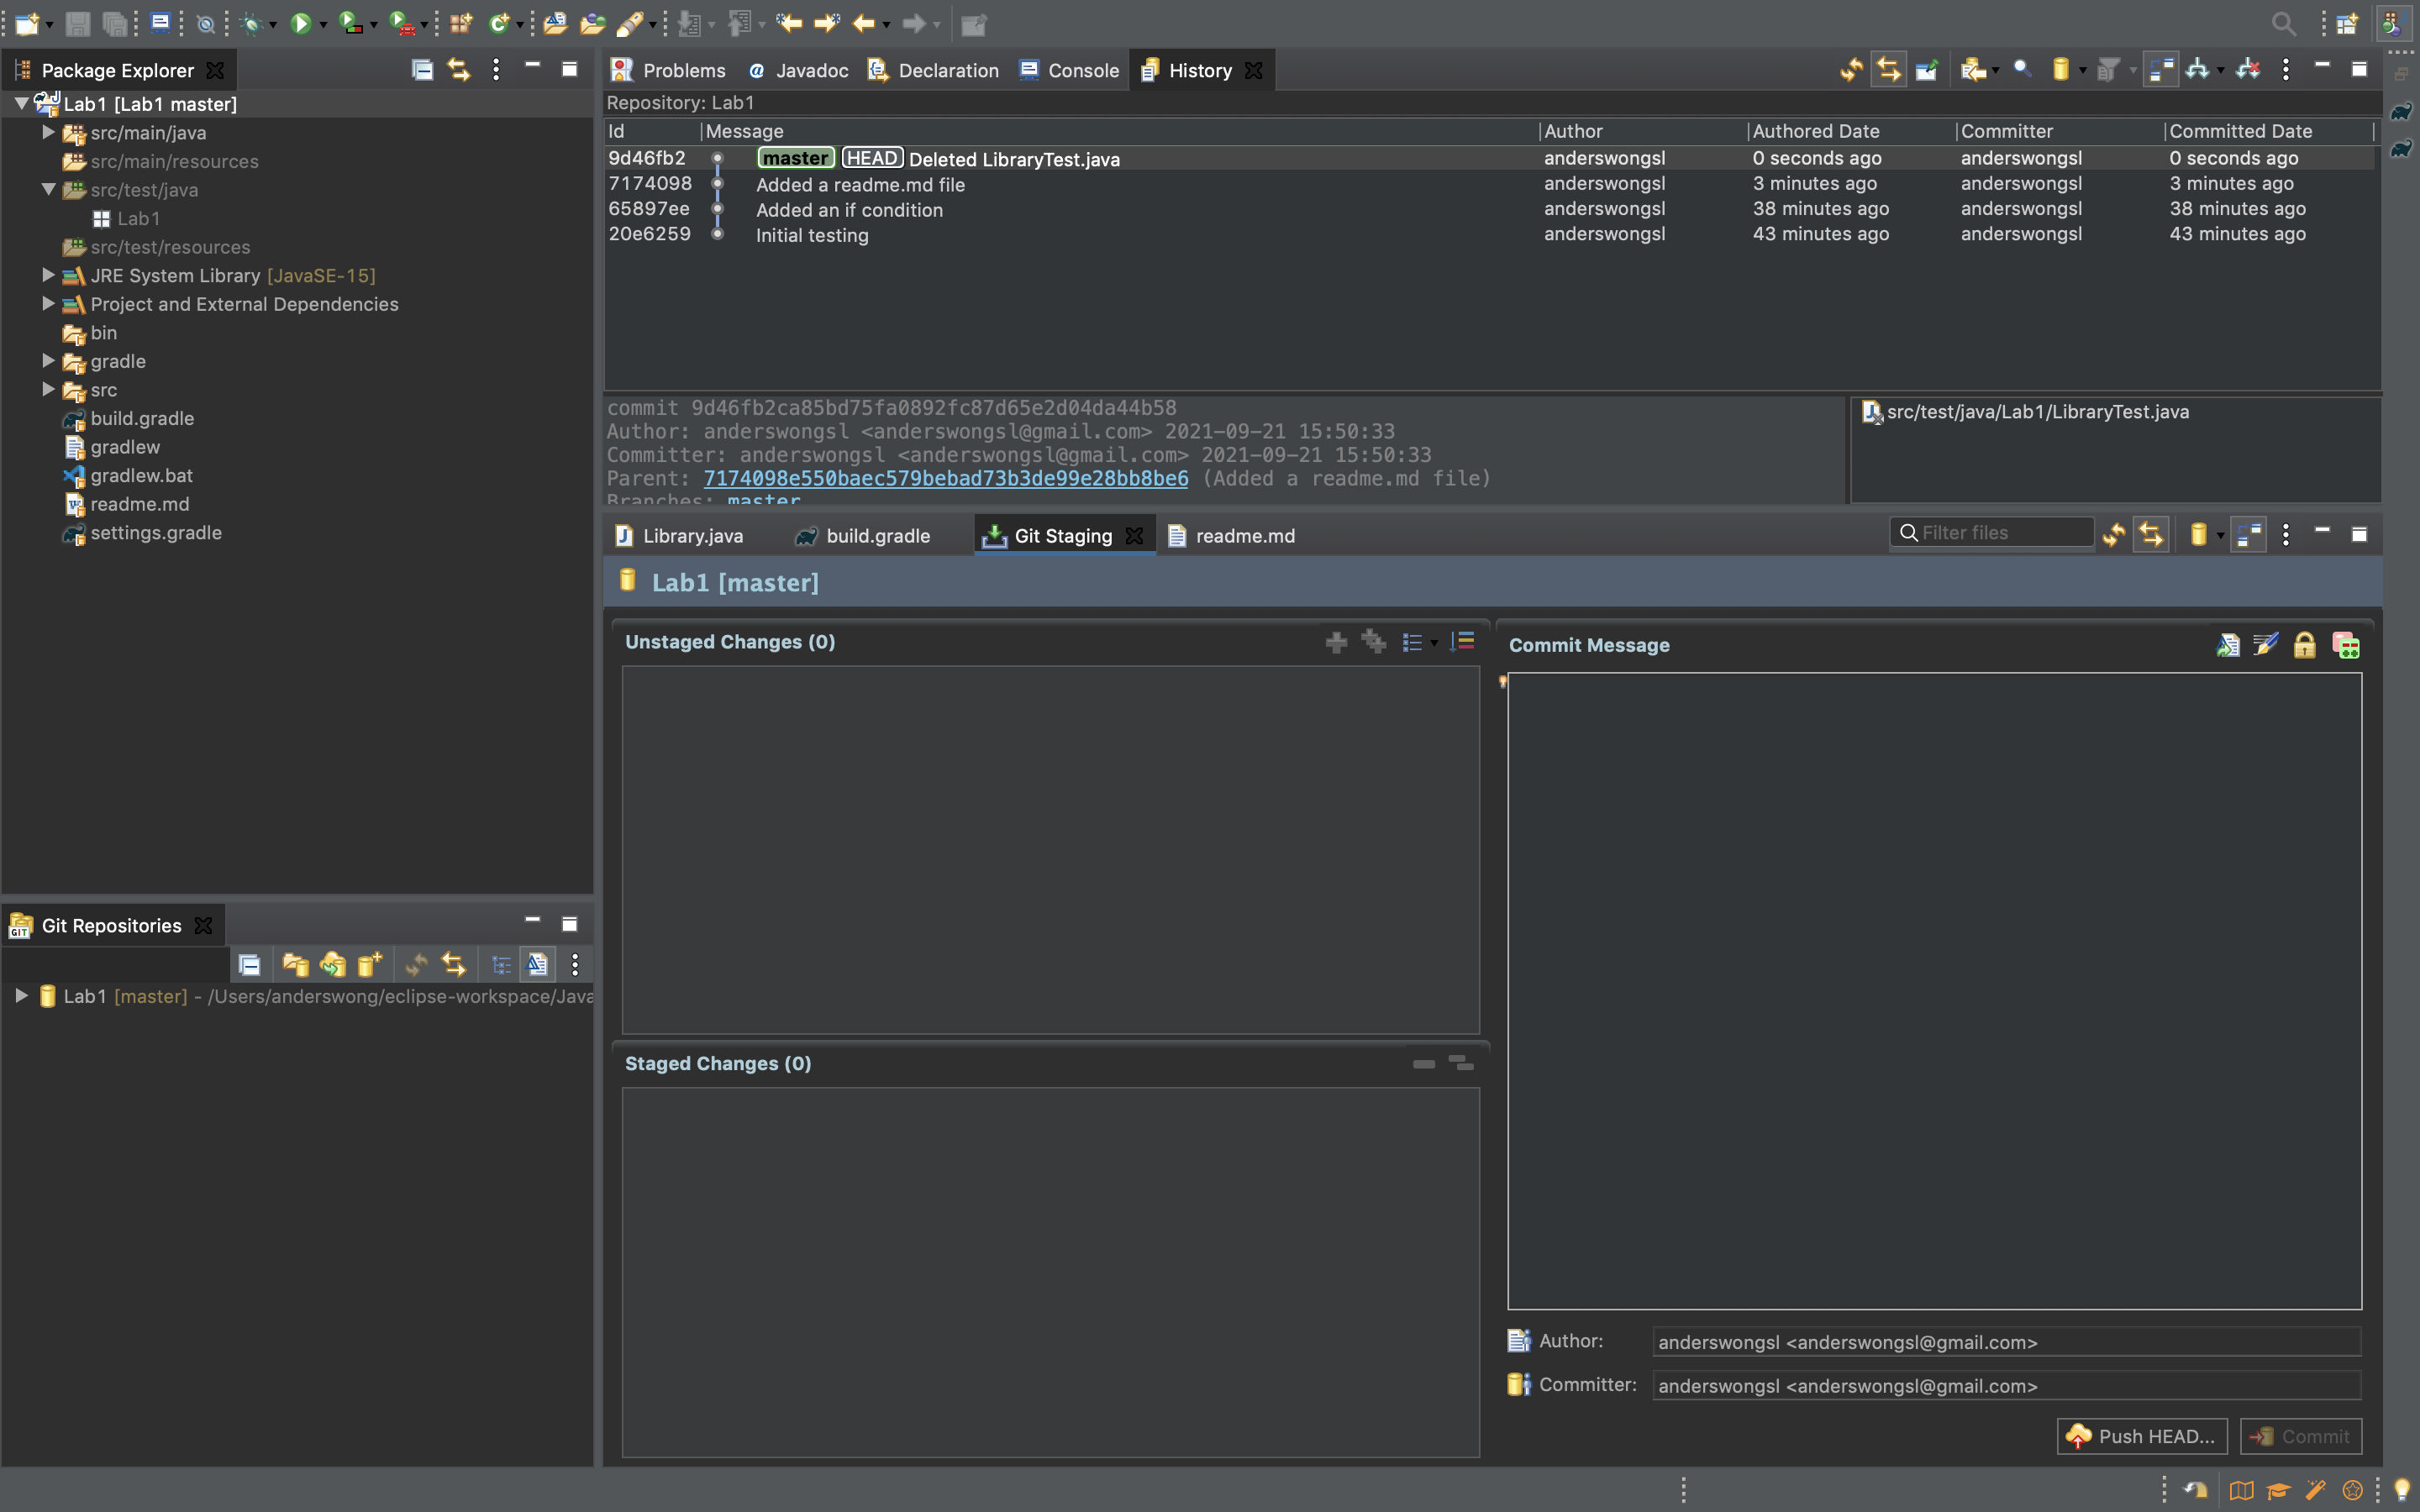 Package Explorer
Lab1 [Lab1 master]
src/main/java
src/main/resources
src/test/java
Lab1
src/test/resources
JRE System Library [JavaSE-15]
Project and External Dependencies
bin
gradle
src
build.gradle
gradlew
gradlew.bat
readme.md
settings.gradle
Git Repositories
Lab1 [master] - /Users/anderswong/eclipse-workspace/Java
Problems @ Javadoc Declaration Console History
Repository: Lab1
Id Message Author Authored Date Committer Committed Date
9d46fb2 master HEAD Deleted LibraryTest.java anderswongsl 0 seconds ago anderswongsl 0 seconds ago
7174098 Added a readme.md file anderswongsl 3 minutes ago anderswongsl 3 minutes ago
65897ee Added an if condition anderswongsl 38 minutes ago anderswongsl 38 minutes ago
20e6259 Initial testing anderswongsl 43 minutes ago anderswongsl 43 minutes ago
commit 9d46fb2ca85bd75fa0892fc87d65e2d04da44b58
Author: anderswongsl <anderswongsl@gmail.com> 2021-09-21 15:50:33
Committer: anderswongsl <anderswongsl@gmail.com> 2021-09-21 15:50:33
Parent: 7174098e550baec579bebad73b3de99e28bb8be6 (Added a readme.md file)
Branches: master
src/test/java/Lab1/LibraryTest.java
Library.java build.gradle Git Staging readme.md
Filter files
Lab1 [master]
Unstaged Changes (0)
Staged Changes (0)
Commit Message
Author: anderswongsl <anderswongsl@gmail.com>
Committer: anderswongsl <anderswongsl@gmail.com>
Push HEAD... Commit